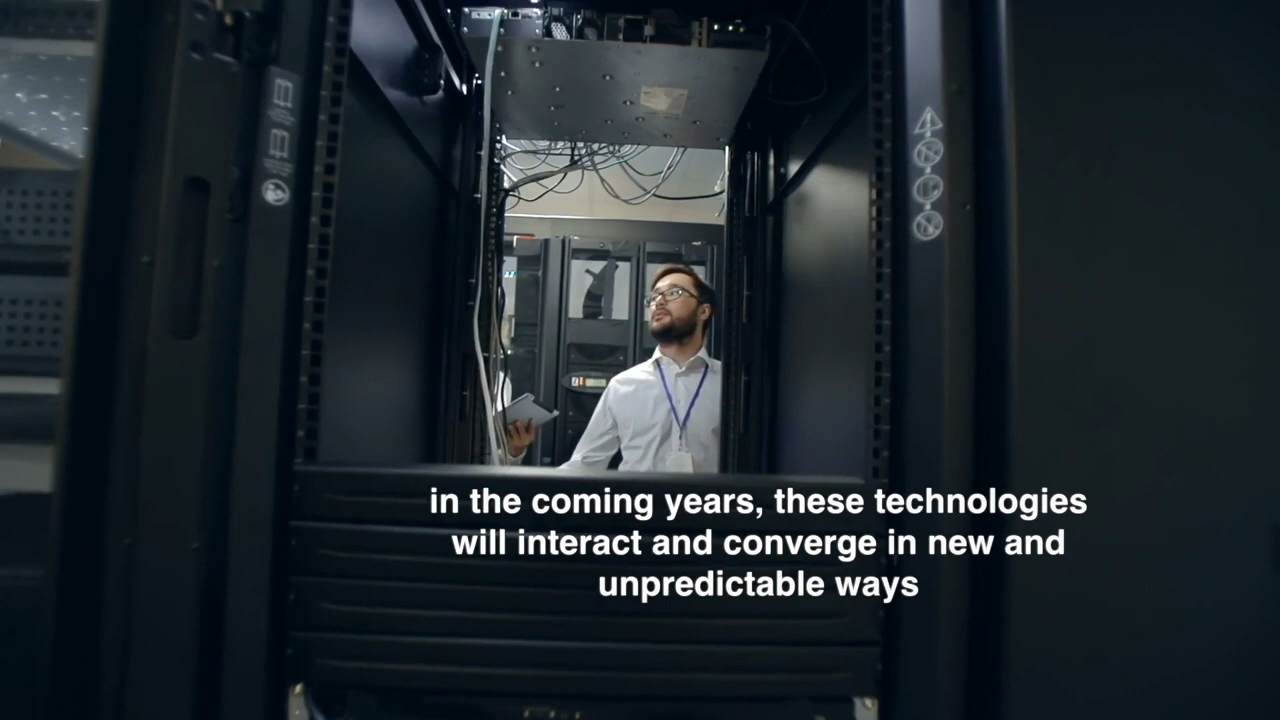 in the coming years, these technologies
will interact and converge in new and
unpredictable ways